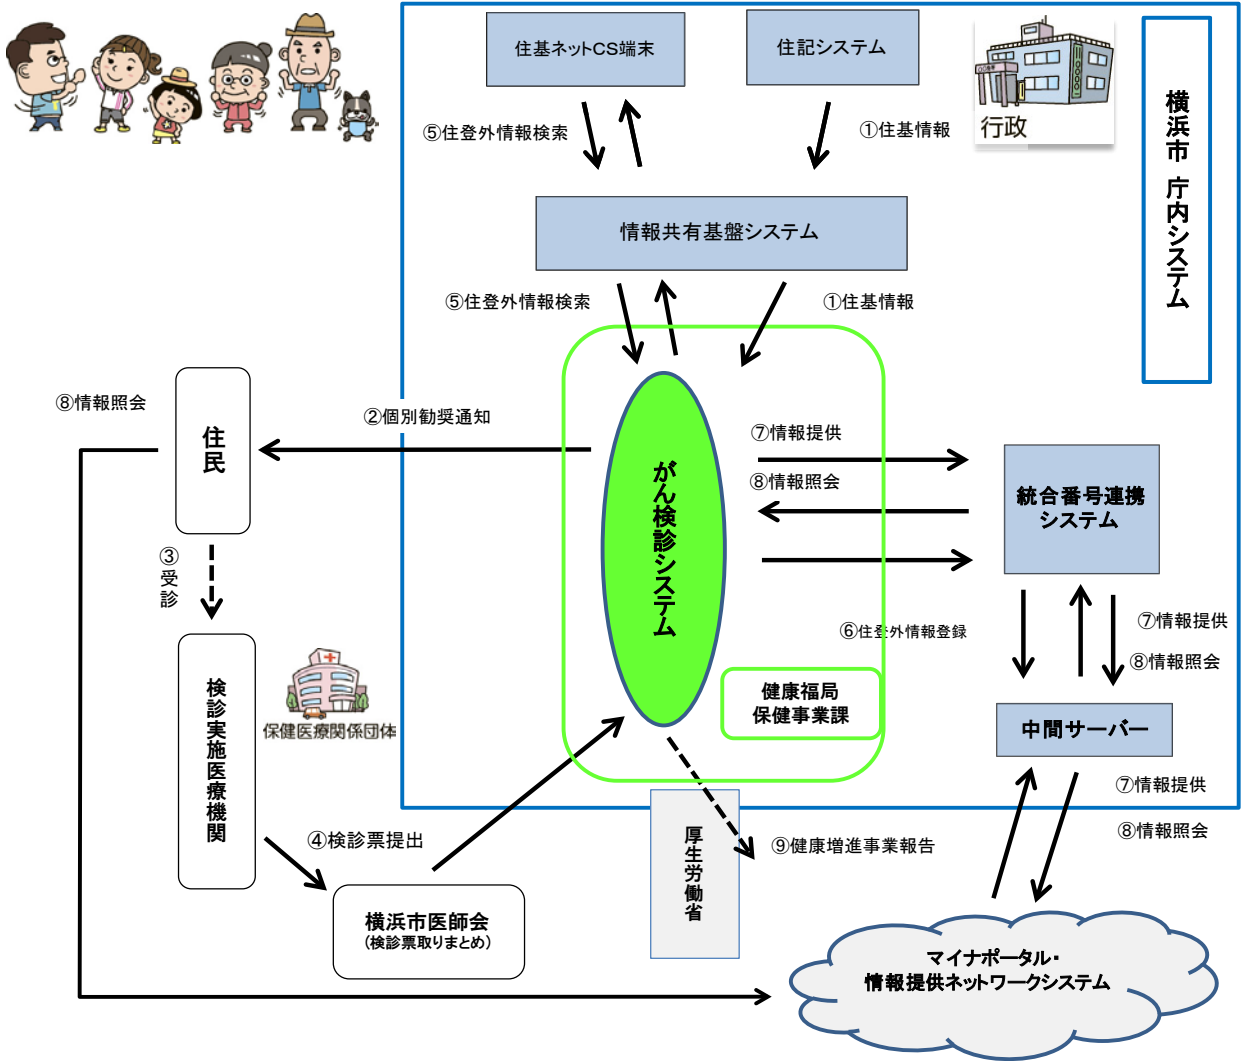 住基ネットCS端末
住記システム
行政
横浜市 庁内システム
⑤住登外情報検索
①住基情報
情報共有基盤システム
⑤住登外情報検索
①住基情報
⑧情報照会
住民
②個別勧奨通知
がん検診システム
⑦情報提供
⑧情報照会
統合番号連携
システム
③受診
⑥住登外情報登録
⑦情報提供
⑧情報照会
検診実施医療機関
保健医療関係団体
健康福局
保健事業課
中間サーバー
⑦情報提供
⑧情報照会
④検診票提出
厚生労働省
⑨健康増進事業報告
横浜市医師会
(検診票取りまとめ)
マイナポータル・
情報提供ネットワークシステム